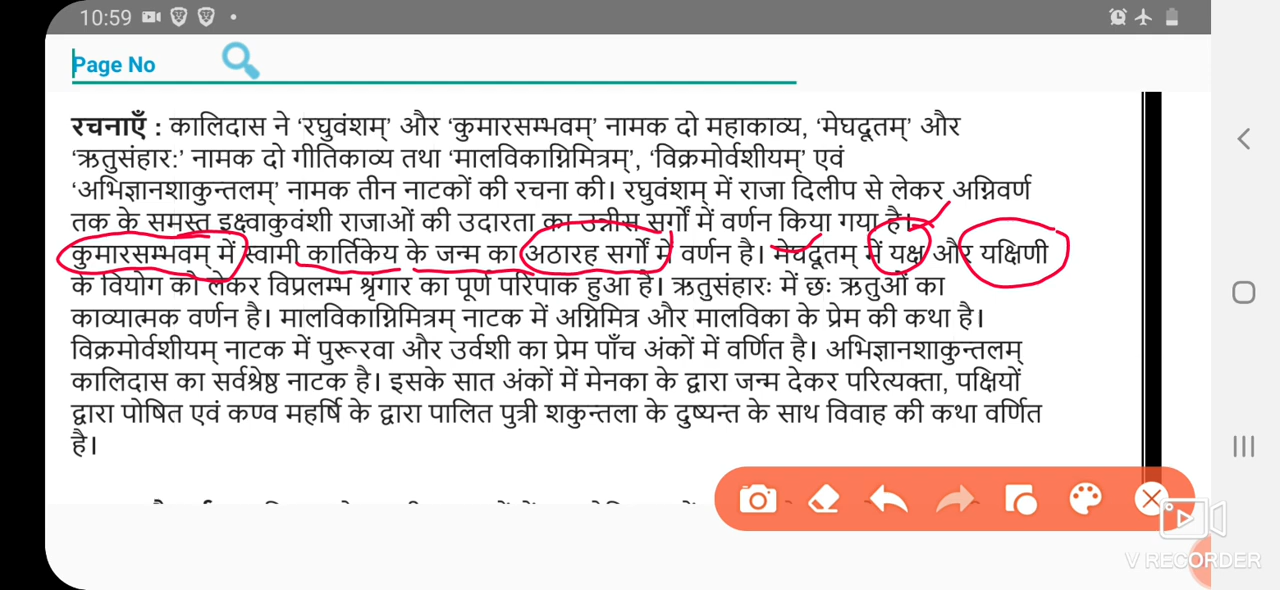 10:59
Page No
रचनाएँ : कालिदास ने ‘रघुवंशम्’ और ‘कुमारसम्भवम्’ नामक दो महाकाव्य, ‘मेघदूतम्’ और
‘ऋतुसंहार:’ नामक दो गीतिकाव्य तथा ‘मालविकाग्निमित्रम्’, ‘विक्रमोर्वशीयम्’ एवं
‘अभिज्ञानशाकुन्तलम्’ नामक तीन नाटकों की रचना की। रघुवंशम् में राजा दिलीप से लेकर अग्निवर्ण
तक के समस्त इक्ष्वाकुवंशी राजाओं की उदारता का उन्नीस सर्गों में वर्णन किया गया है।
कुमारसम्भवम् में स्वामी कार्तिकेय के जन्म का अठारह सर्गों में वर्णन है। मेघदूतम् में यक्ष और यक्षिणी
के वियोग को लेकर विप्रलम्भ श्रृंगार का पूर्ण परिपाक हुआ है। ऋतुसंहारः में छः ऋतुओं का
काव्यात्मक वर्णन है। मालविकाग्निमित्रम् नाटक में अग्निमित्र और मालविका के प्रेम की कथा है।
विक्रमोर्वशीयम् नाटक में पुरूरवा और उर्वशी का प्रेम पाँच अंकों में वर्णित है। अभिज्ञानशाकुन्तलम्
कालिदास का सर्वश्रेष्ठ नाटक है। इसके सात अंकों में मेनका के द्वारा जन्म देकर परित्यक्ता, पक्षियों
द्वारा पोषित एवं कण्व महर्षि के द्वारा पालित पुत्री शकुन्तला के दुष्यन्त के साथ विवाह की कथा वर्णित
है।
V RECORDER